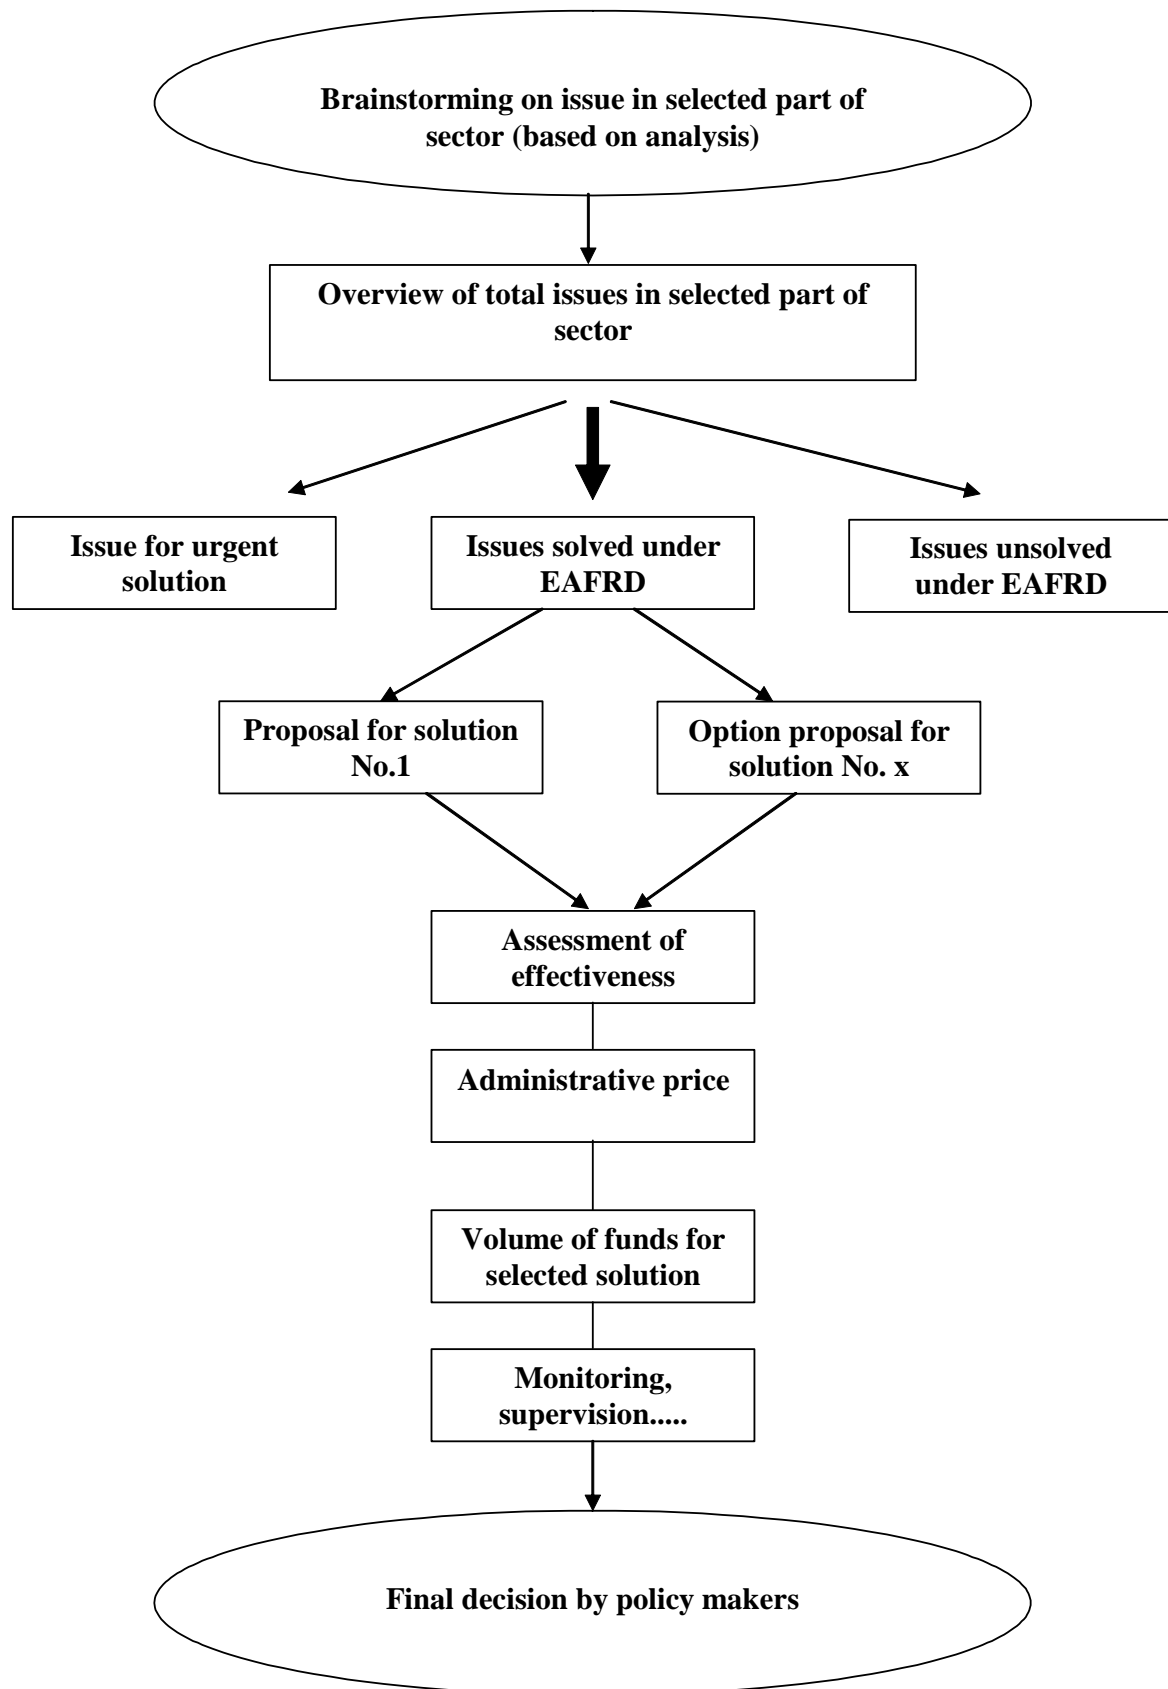 Brainstorming on issue in selected part of
sector (based on analysis)
Overview of total issues in selected part of
sector
Issue for urgent
solution
Issues solved under
EAFRD
Issues unsolved
under EAFRD
Proposal for solution
No.1
Option proposal for
solution No. x
Assessment of
effectiveness
Administrative price
Volume of funds for
selected solution
Monitoring,
supervision.....
Final decision by policy makers